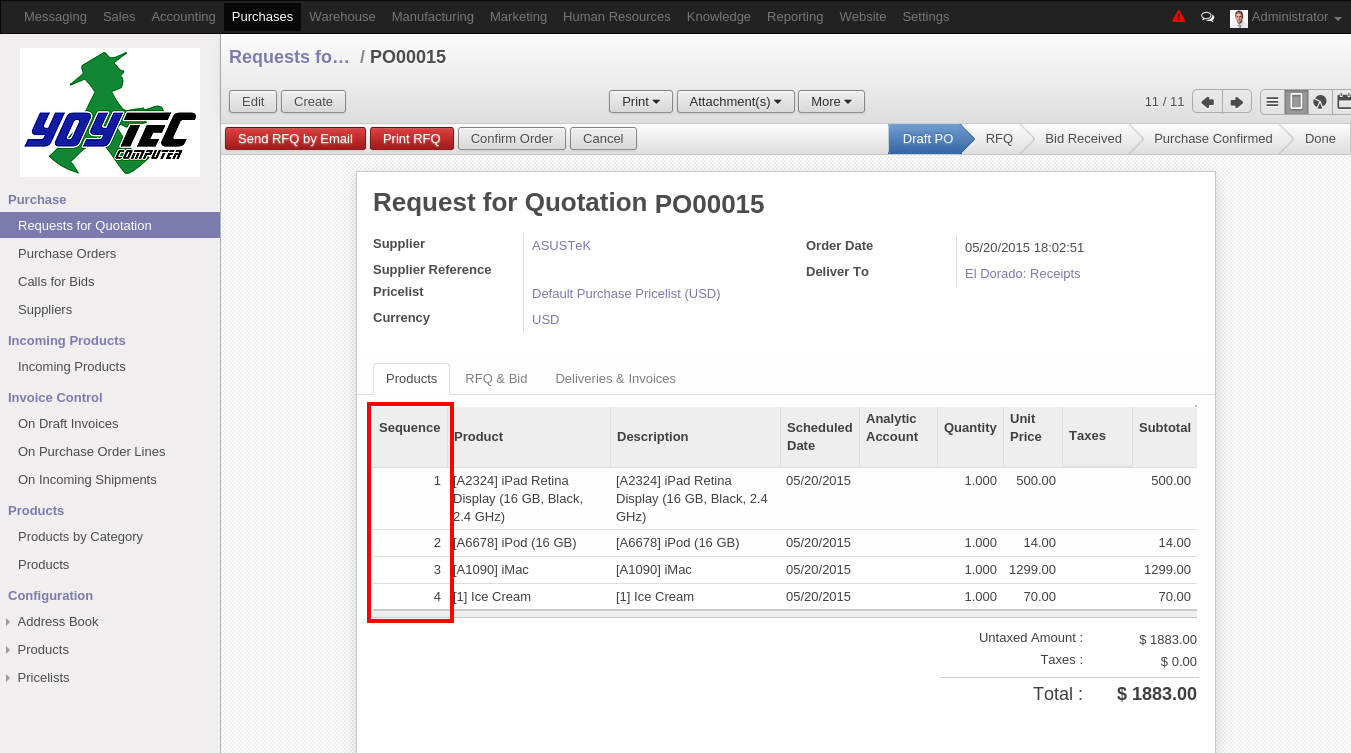 Messaging Sales Accounting Purchases Warehouse Manufacturing Marketing Human Resources Knowledge Reporting Website Settings Administrator
YOYTEC
COMPUTER
Requests fo… / PO00015
Edit Create Print Attachment(s) More 11 / 11
Send RFQ by Email Print RFQ Confirm Order Cancel Draft PO RFQ Bid Received Purchase Confirmed Done
Purchase
Requests for Quotation
Purchase Orders
Calls for Bids
Suppliers
Incoming Products
Incoming Products
Invoice Control
On Draft Invoices
On Purchase Order Lines
On Incoming Shipments
Products
Products by Category
Products
Configuration
Address Book
Products
Pricelists
Request for Quotation PO00015
Supplier ASUSTeK Order Date 05/20/2015 18:02:51
Supplier Reference Deliver To El Dorado: Receipts
Pricelist Default Purchase Pricelist (USD)
Currency USD
Products RFQ & Bid Deliveries & Invoices
Sequence Product Description Scheduled Date Analytic Account Quantity Unit Price Taxes Subtotal
1 [A2324] iPad Retina [A2324] iPad Retina 05/20/2015 1.000 500.00 500.00
Display (16 GB, Black, Display (16 GB, Black, 2.4
2.4 GHz) GHz)
2 [A6678] iPod (16 GB) [A6678] iPod (16 GB) 05/20/2015 1.000 14.00 14.00
3 [A1090] iMac [A1090] iMac 05/20/2015 1.000 1299.00 1299.00
4 [1] Ice Cream [1] Ice Cream 05/20/2015 1.000 70.00 70.00
Untaxed Amount : $ 1883.00
Taxes : $ 0.00
Total : $ 1883.00